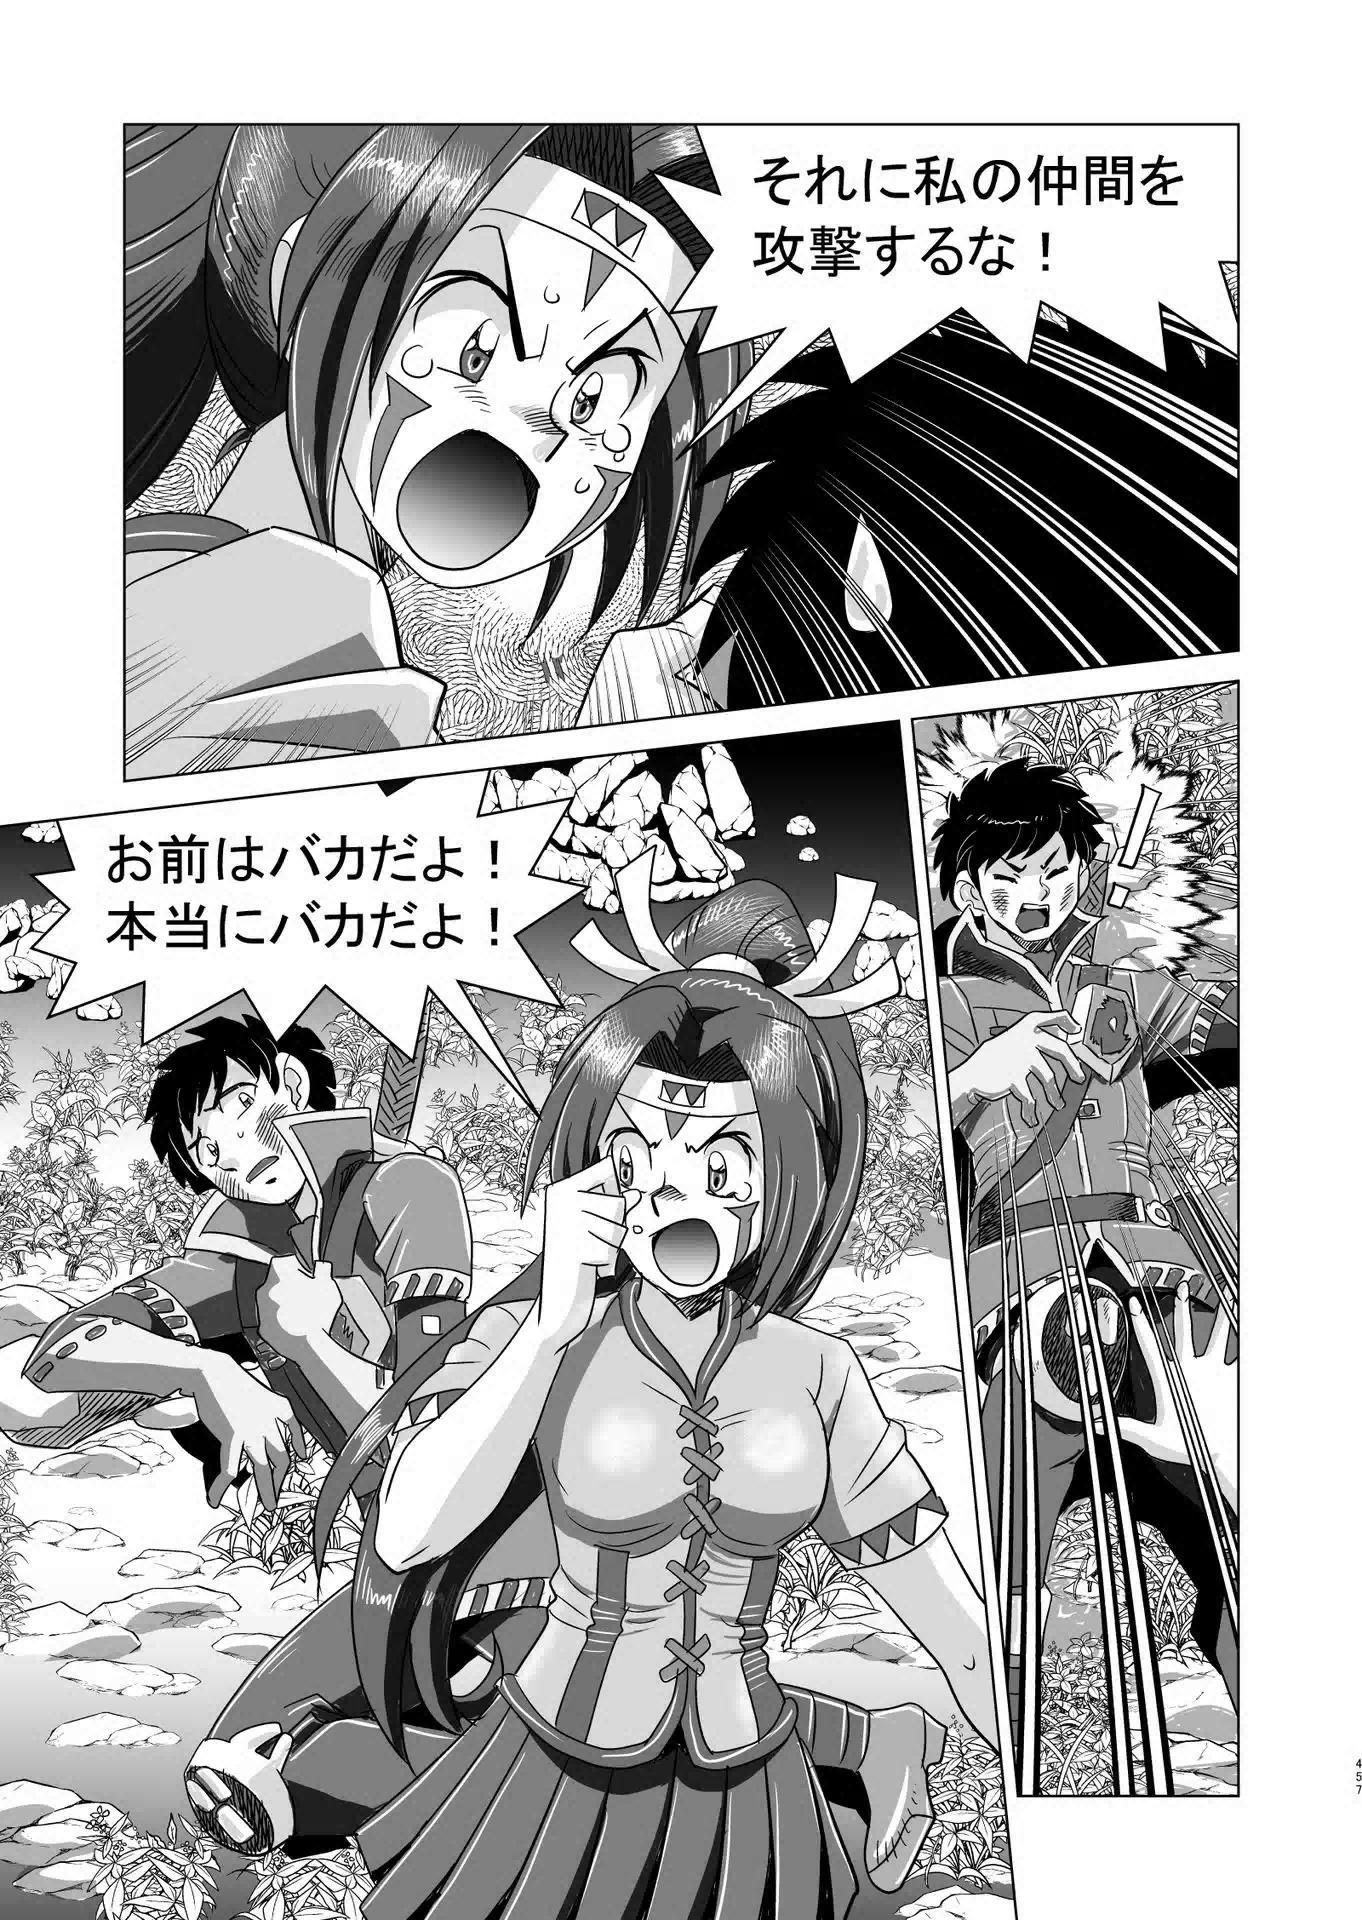 それに私の仲間を
攻撃するな！
お前はバカだよ！
本当にバカだよ！
457